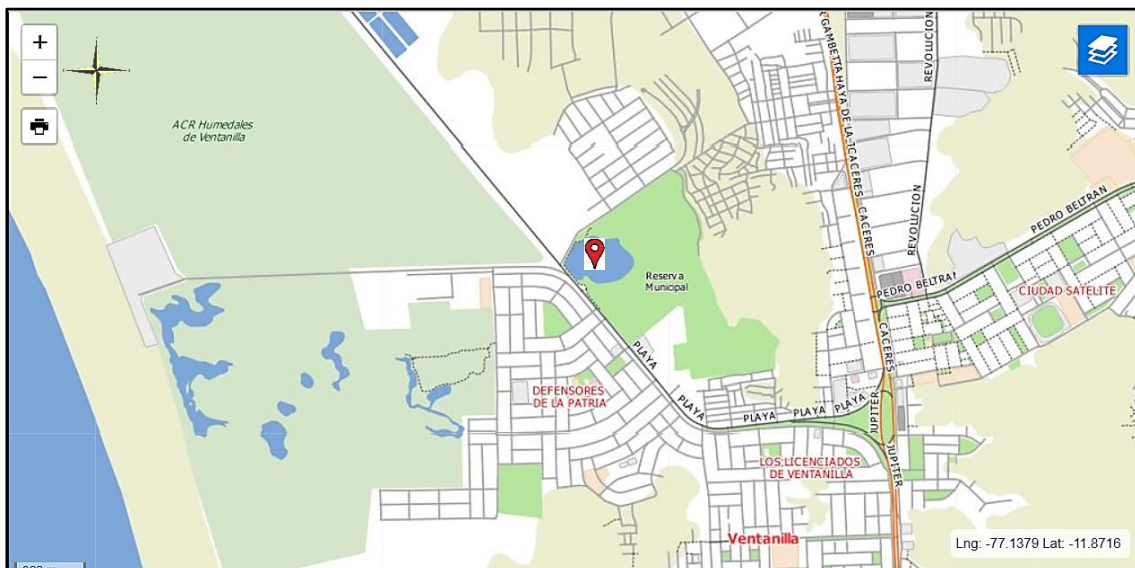 +
−
ACR Humedales
de Ventanilla
GAMBETTA HAYA DE LA
CACERES
CACERES
REVOLUCION
REVOLUCION
PEDRO BELTRAN
PEDRO BELTRAN
CIUDAD SATELITE
Reserva
Municipal
CACERES
PLAYA
DEFENSORES
DE LA PATRIA
PLAYA
PLAYA
PLAYA
PLAYA
JUPITER
JUPITER
LOS LICENCIADOS
DE VENTANILLA
Ventanilla
Lng: -77.1379 Lat: -11.8716